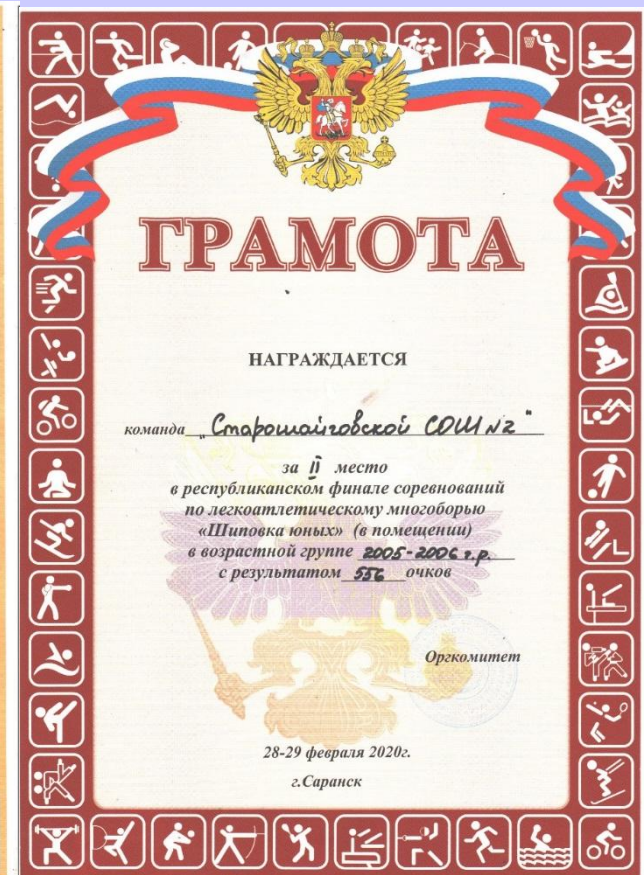 ГРАМОТА
НАГРАЖДАЕТСЯ
команда „Старошайговской СОШ №2"
за II место
в республиканском финале соревнований
по легкоатлетическому многоборью
«Шиповка юных» (в помещении)
в возрастной группе 2005-2006 г.р.
с результатом 556 очков
Оргкомитет
28-29 февраля 2020г.
г.Саранск